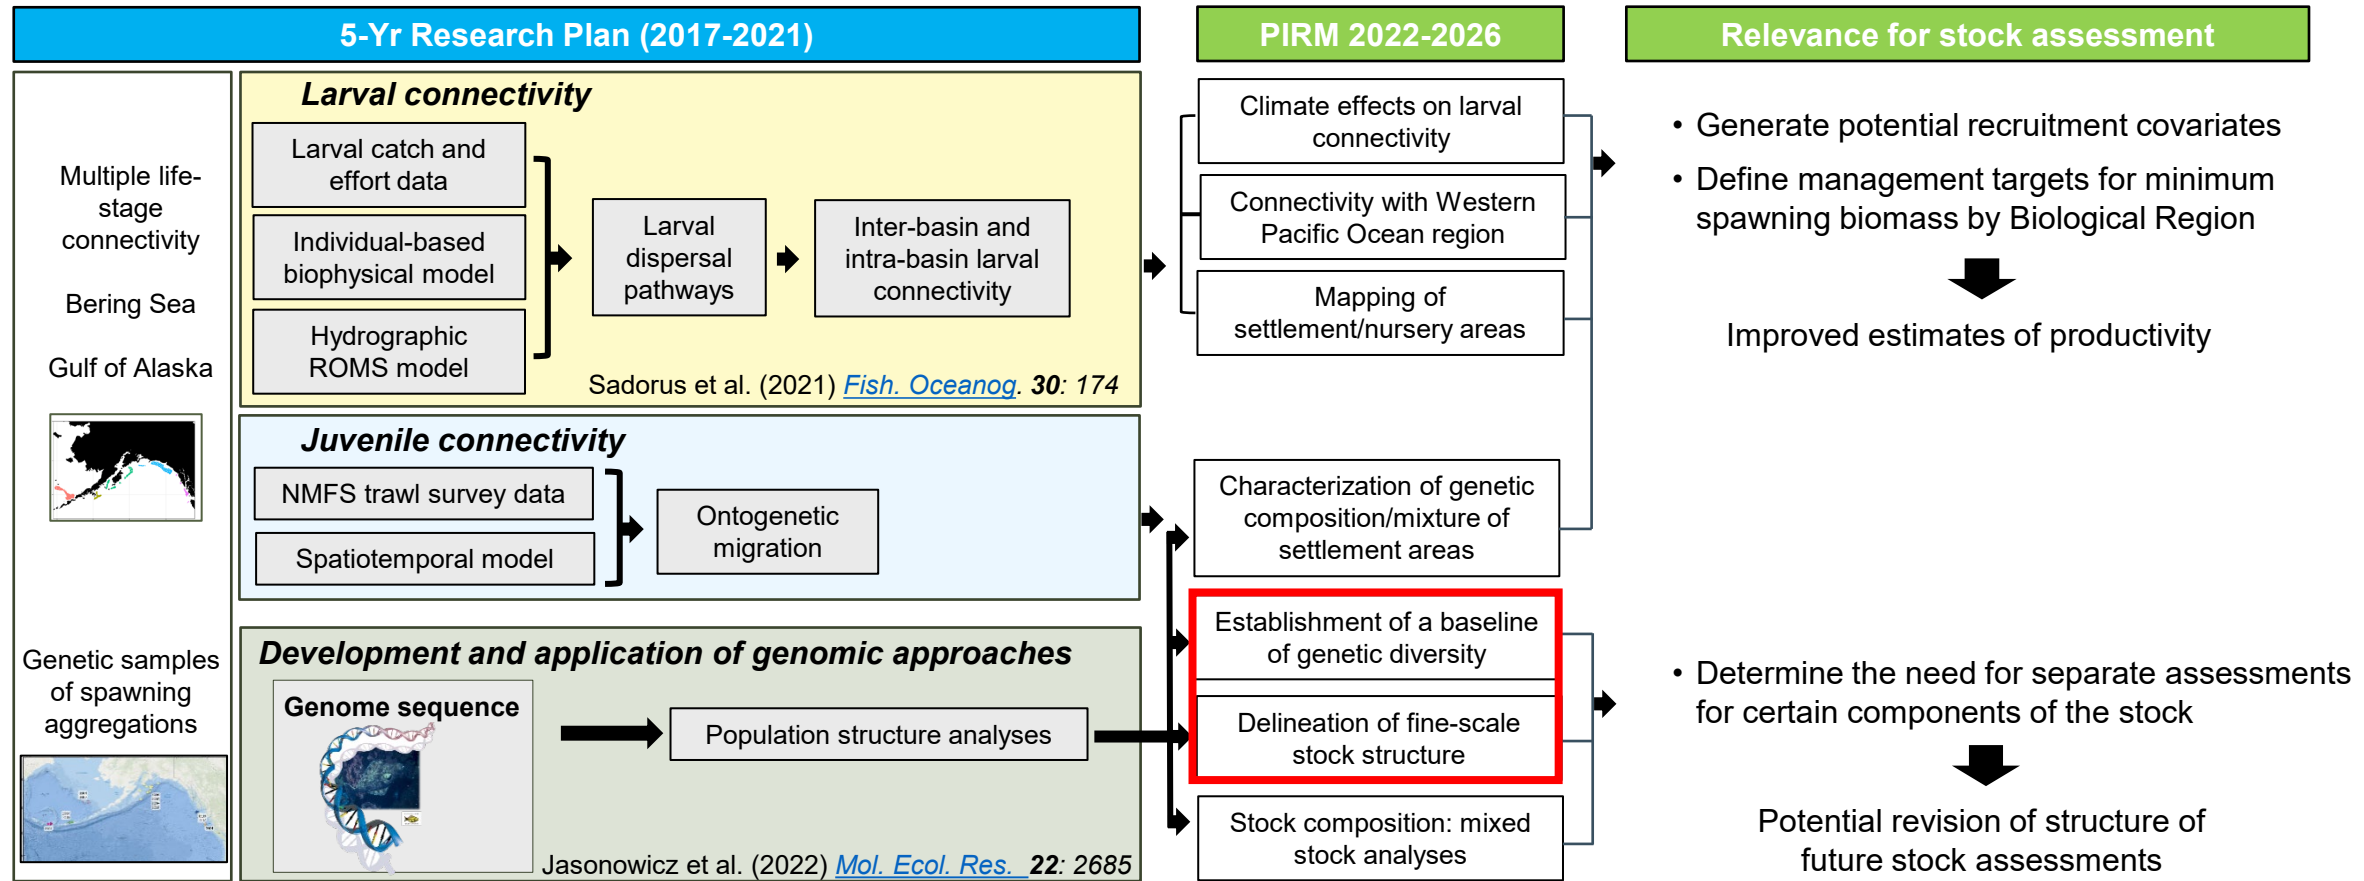 5-Yr Research Plan (2017-2021)
PIRM 2022-2026
Relevance for stock assessment
Multiple life-
stage
connectivity
Bering Sea
Gulf of Alaska
Genetic samples
of spawning
aggregations
Larval connectivity
Larval catch and
effort data
Individual-based
biophysical model
Hydrographic
ROMS model
Larval
dispersal
pathways
Inter-basin and
intra-basin larval
connectivity
Sadorus et al. (2021) Fish. Oceanog. 30: 174
Juvenile connectivity
NMFS trawl survey data
Spatiotemporal model
Ontogenetic
migration
Development and application of genomic approaches
Genome sequence
Population structure analyses
Jasonowicz et al. (2022) Mol. Ecol. Res. 22: 2685
Climate effects on larval
connectivity
Connectivity with Western
Pacific Ocean region
Mapping of
settlement/nursery areas
Characterization of genetic
composition/mixture of
settlement areas
Establishment of a baseline
of genetic diversity
Delineation of fine-scale
stock structure
Stock composition: mixed
stock analyses
• Generate potential recruitment covariates
• Define management targets for minimum
spawning biomass by Biological Region
Improved estimates of productivity
• Determine the need for separate assessments
for certain components of the stock
Potential revision of structure of
future stock assessments